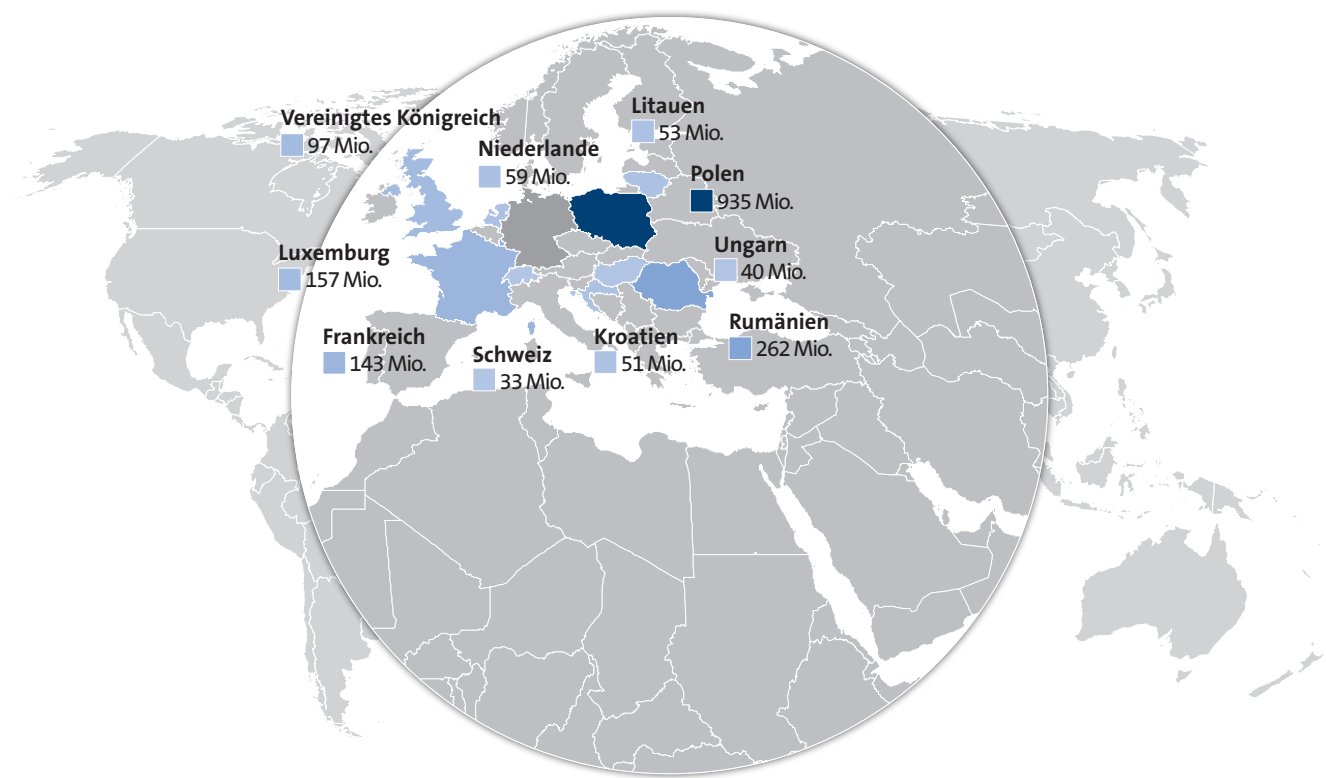 Vereinigtes Königreich
97 Mio.
Litauen
53 Mio.
Niederlande
59 Mio.
Polen
935 Mio.
Luxemburg
157 Mio.
Ungarn
40 Mio.
Frankreich
143 Mio.
Schweiz
33 Mio.
Kroatien
51 Mio.
Rumänien
262 Mio.